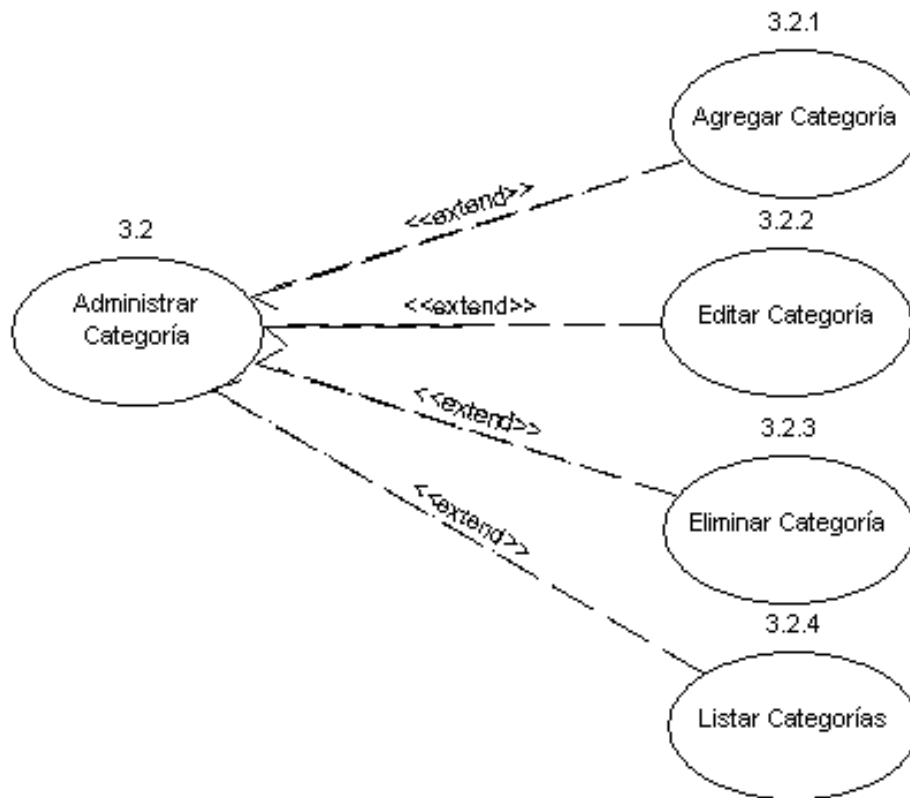 3.2.1
Agregar Categoría
<<extend>>
3.2
Administrar
Categoría
3.2.2
<<extend>>
Editar Categoría
<<extend>>
3.2.3
Eliminar Categoría
<<extend>>
3.2.4
Listar Categorías